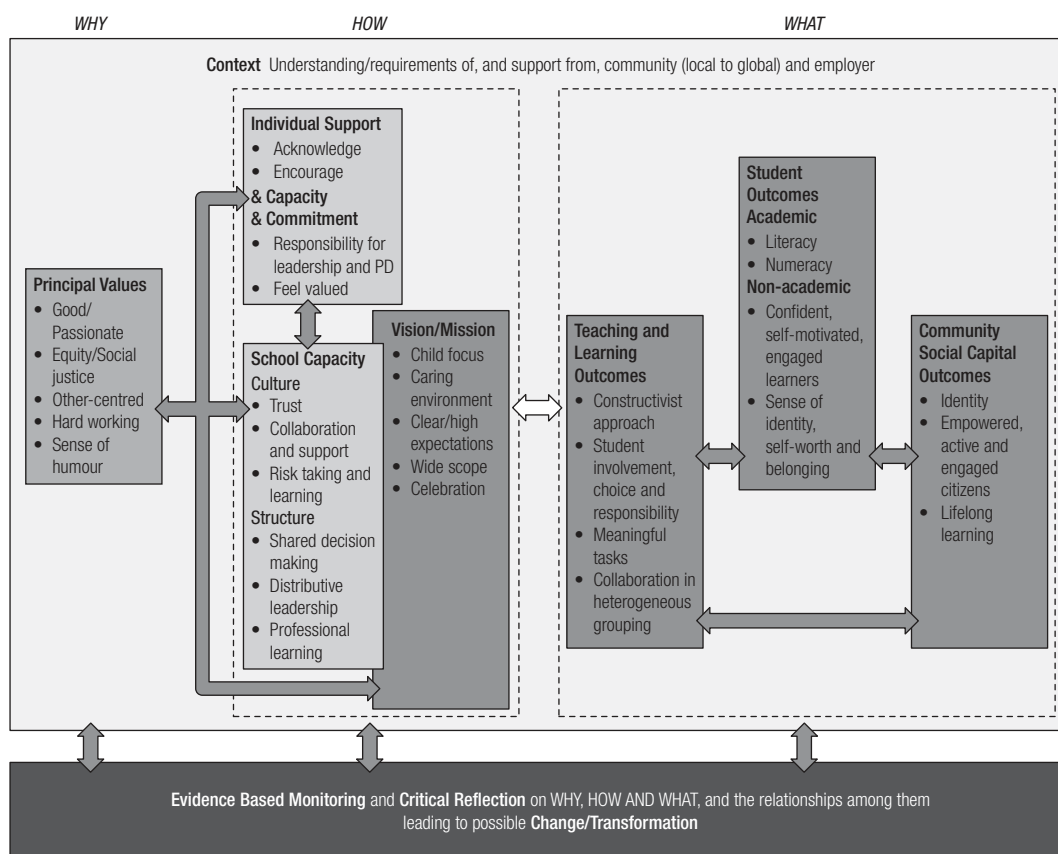 WHY
HOW
WHAT
Context Understanding/requirements of, and support from, community (local to global) and employer
Principal Values
• Good/
Passionate
• Equity/Social
justice
• Other-centred
• Hard working
• Sense of
humour
Individual Support
• Acknowledge
• Encourage
& Capacity
& Commitment
• Responsibility for
leadership and PD
• Feel valued
School Capacity
Culture
• Trust
• Collaboration
and support
• Risk taking and
learning
Structure
• Shared decision
making
• Distributive
leadership
• Professional
learning
Vision/Mission
• Child focus
• Caring
environment
• Clear/high
expectations
• Wide scope
• Celebration
Teaching and
Learning
Outcomes
• Constructivist
approach
• Student
involvement,
choice and
responsibility
• Meaningful
tasks
• Collaboration in
heterogeneous
grouping
Student
Outcomes
Academic
• Literacy
• Numeracy
Non-academic
• Confident,
self-motivated,
engaged
learners
• Sense of
identity,
self-worth and
belonging
Community
Social Capital
Outcomes
• Identity
• Empowered,
active and
engaged
citizens
• Lifelong
learning
Evidence Based Monitoring and Critical Reflection on WHY, HOW AND WHAT, and the relationships among them
leading to possible Change/Transformation